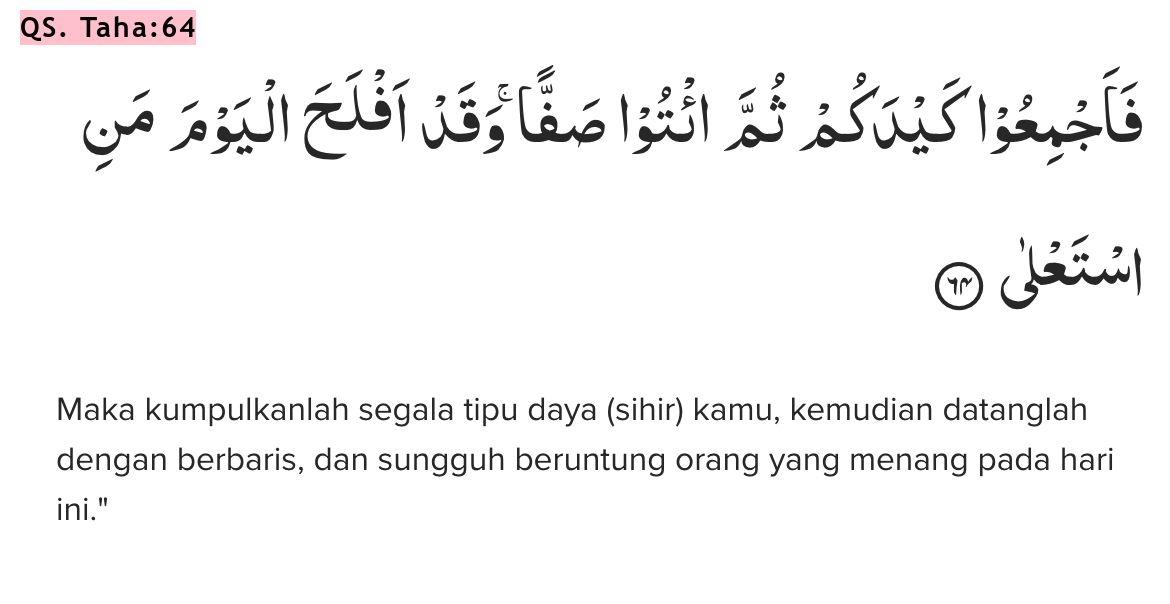 QS. Taha:64
فَاَجْمِعُوْا كَيْدَكُمْ ثُمَّ ائْتُوْا صَفًّاۚ وَقَدْ اَفْلَحَ الْيَوْمَ مَنِ
اسْتَعْلٰى ٦٤
Maka kumpulkanlah segala tipu daya (sihir) kamu, kemudian datanglah
dengan berbaris, dan sungguh beruntung orang yang menang pada hari
ini."